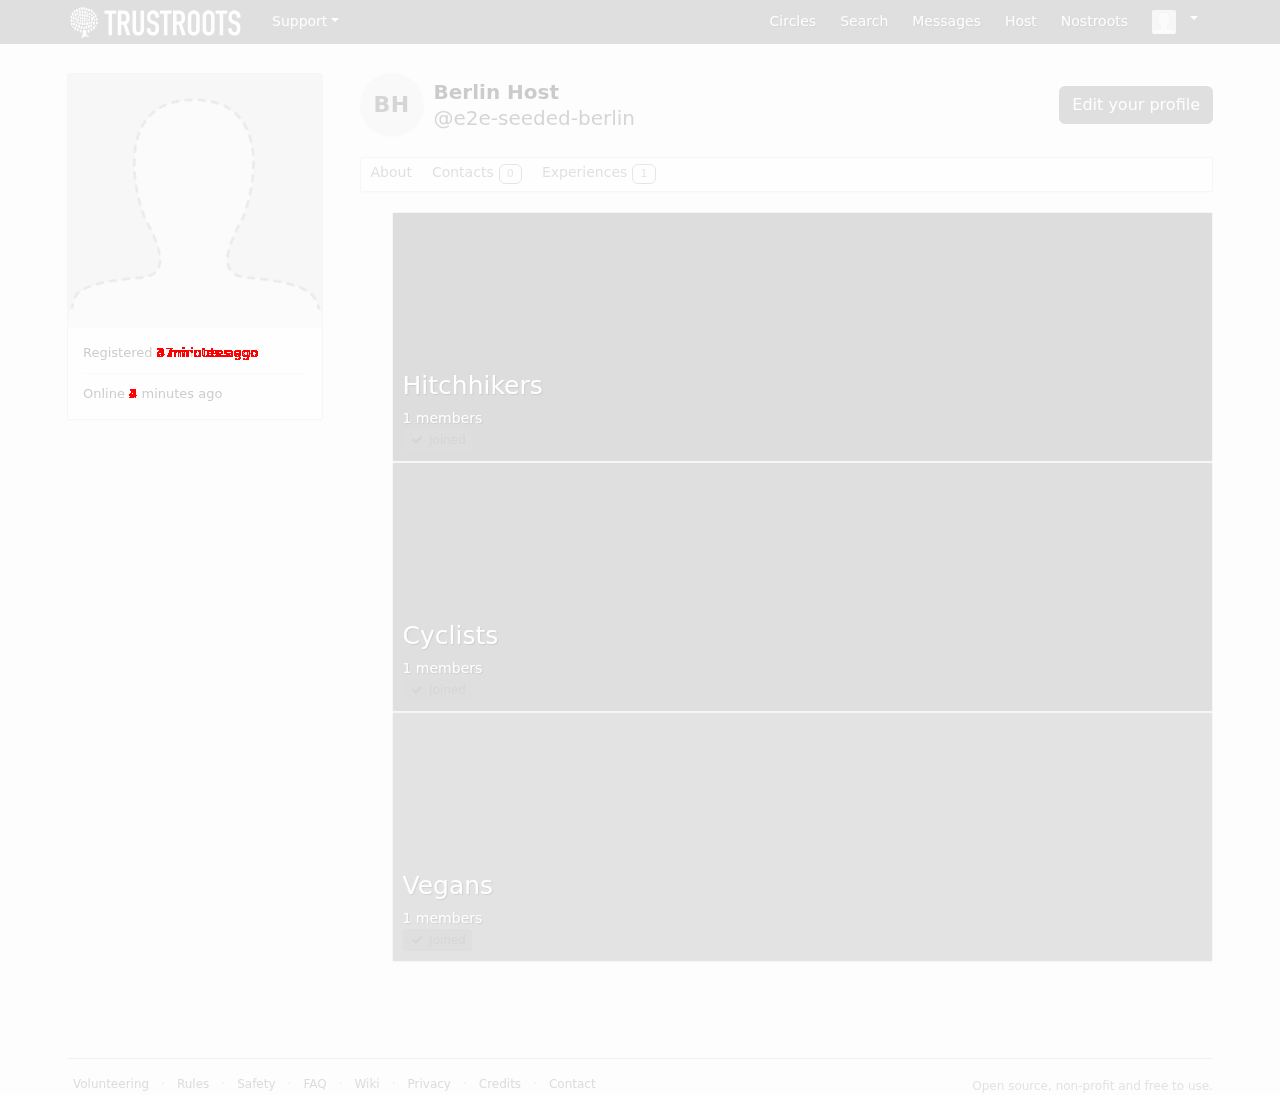 TRUSTROOTS Support Circles Search Messages Host Nostroots
BH
Berlin Host
@e2e-seeded-berlin
Edit your profile
About Contacts 0 Experiences 1
Registered
Online minutes ago
Hitchhikers
1 members
Joined
Cyclists
1 members
Joined
Vegans
1 members
Joined
Volunteering · Rules · Safety · FAQ · Wiki · Privacy · Credits · Contact
Open source, non-profit and free to use.